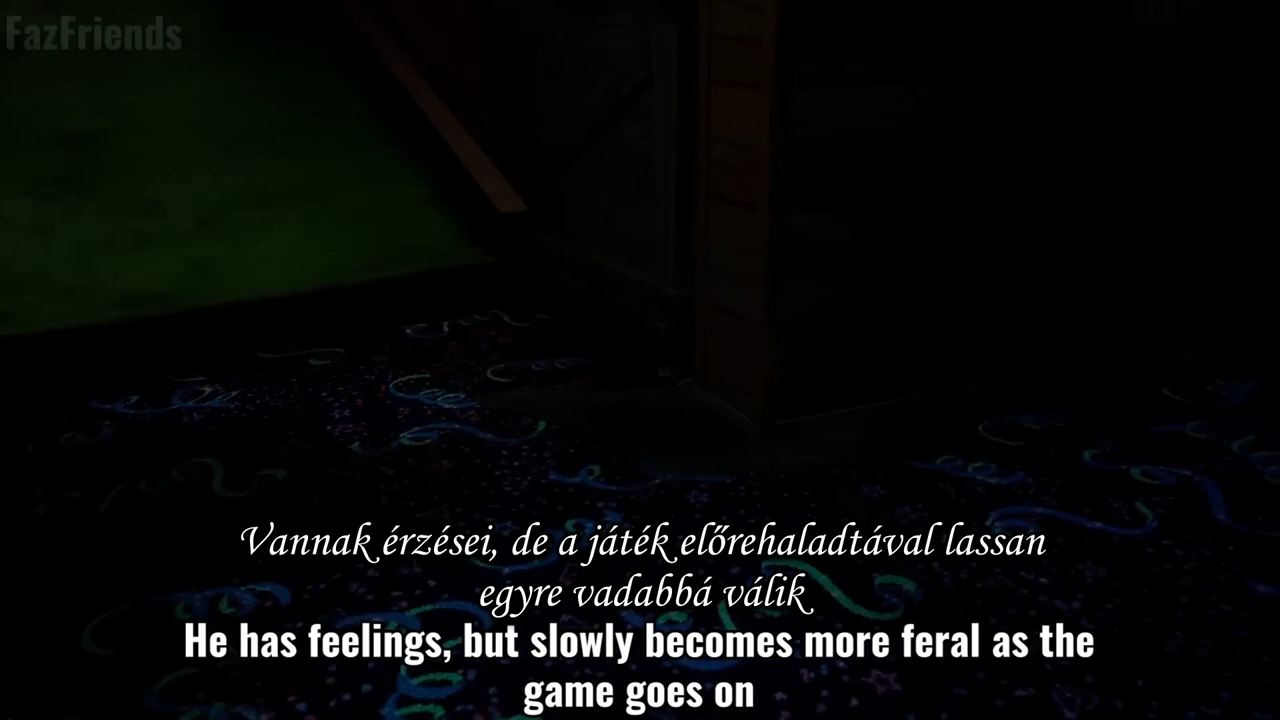 FazFriends
Vannak érzései, de a játék előrehaladtával lassan
egyre vadabbá válik
He has feelings, but slowly becomes more feral as the
game goes on